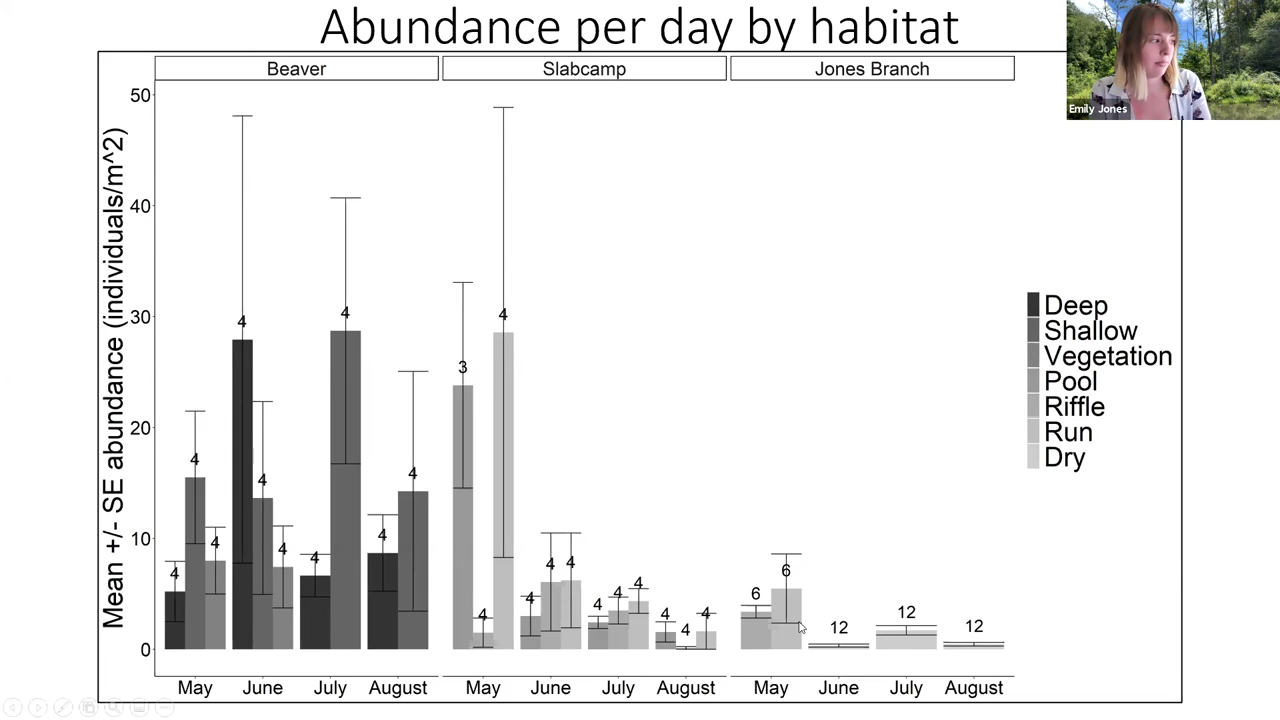 Abundance per day by habitat
Emily Jones
Beaver
Slabcamp
Jones Branch
Mean +/- SE abundance (individuals/m^2)
50
40
30
20
10
0
4 4 4 4 4 4 4 4 4 4
3 4 4 4 4 4 4 4 4 4 4 4
6 6 12 12 12
May June July August
May June July August
May June July August
Deep
Shallow
Vegetation
Pool
Riffle
Run
Dry